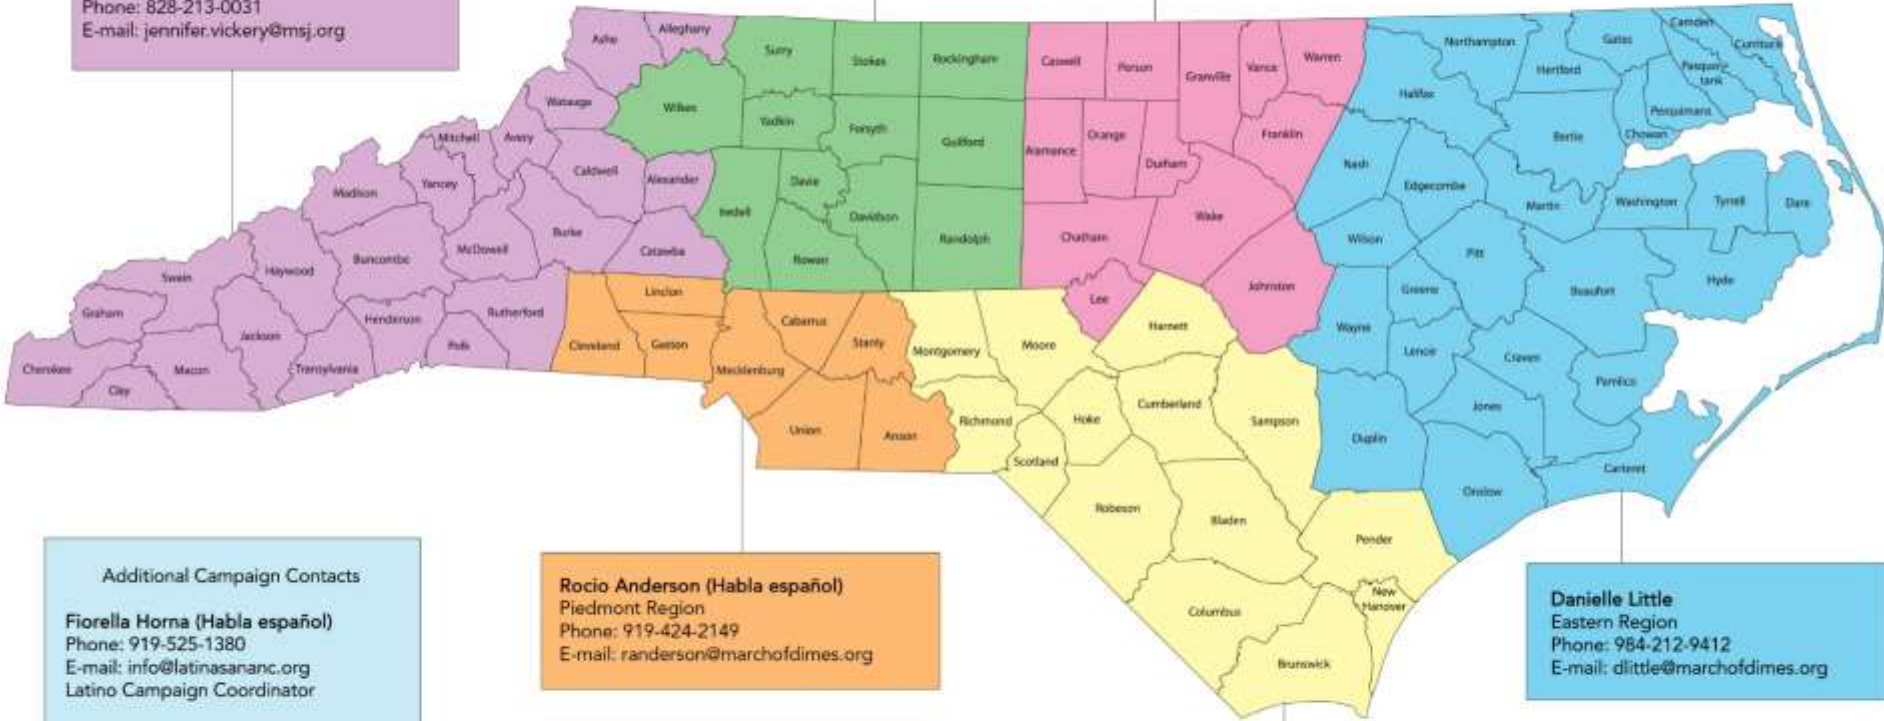 Phone: 828-213-0031
E-mail: jennifer.vickery@msj.org
Ashe
Alleghany
Surry
Stokes
Rockingham
Caswell
Person
Granville
Vance
Warren
Northampton
Gates
Camden
Currituck
Hertford
Pasquo-
tank
Watauga
Wilkes
Yadkin
Forsyth
Guilford
Halifax
Perquimans
Mitchell
Avery
Alamance
Orange
Durham
Franklin
Bertie
Chowan
Madison
Yancey
Caldwell
Alexander
Iredell
Davie
Davidson
Randolph
Nash
Edgecombe
Martin
Washington
Tyrrell
Dare
Swain
Haywood
Buncombe
McDowell
Burke
Catawba
Rowan
Chatham
Wake
Wilson
Pitt
Graham
Jackson
Henderson
Rutherford
Lincoln
Lee
Johnston
Greene
Beaufort
Hyde
Cherokee
Clay
Macon
Transylvania
Polk
Cleveland
Gaston
Mecklenburg
Cabarrus
Stanly
Montgomery
Moore
Harnett
Wayne
Lenoir
Craven
Pamlico
Union
Anson
Richmond
Hoke
Cumberland
Sampson
Duplin
Jones
Scotland
Onslow
Carteret
Robeson
Bladen
Pender
Columbus
New
Hanover
Brunswick
Additional Campaign Contacts
Fiorella Horna (Habla español)
Phone: 919-525-1380
E-mail: info@latinasananc.org
Latino Campaign Coordinator
Rocio Anderson (Habla español)
Piedmont Region
Phone: 919-424-2149
E-mail: randerson@marchofdimes.org
Danielle Little
Eastern Region
Phone: 984-212-9412
E-mail: dlittle@marchofdimes.org